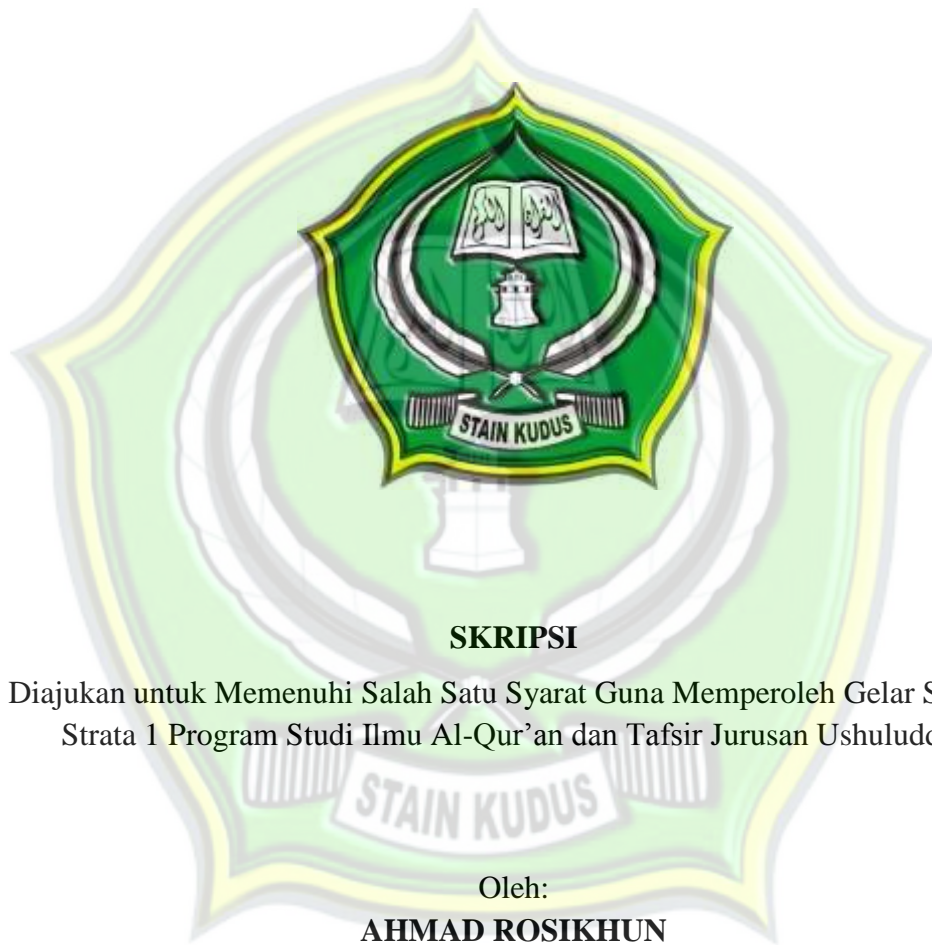 STAIN KUDUS
SKRIPSI
Diajukan untuk Memenuhi Salah Satu Syarat Guna Memperoleh Gelar S
Strata 1 Program Studi Ilmu Al-Qur’an dan Tafsir Jurusan Ushulud
STAIN KUDUS
Oleh:
AHMAD ROSIKHUN